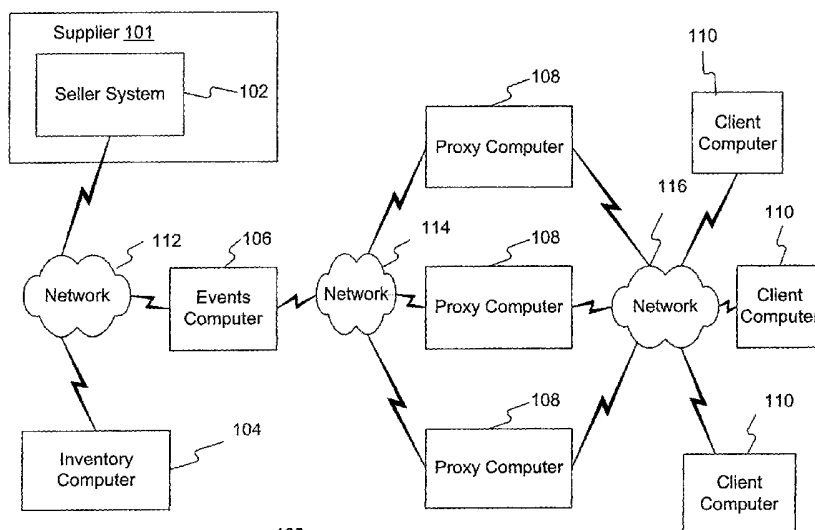 Supplier 101
Seller System
102
110
Client
Computer
108
Proxy Computer
116
112
106
114
108
110
Network
Events
Computer
Network
Proxy Computer
Network
Client
Computer
108
110
104
Inventory
Computer
Proxy Computer
Client
Computer